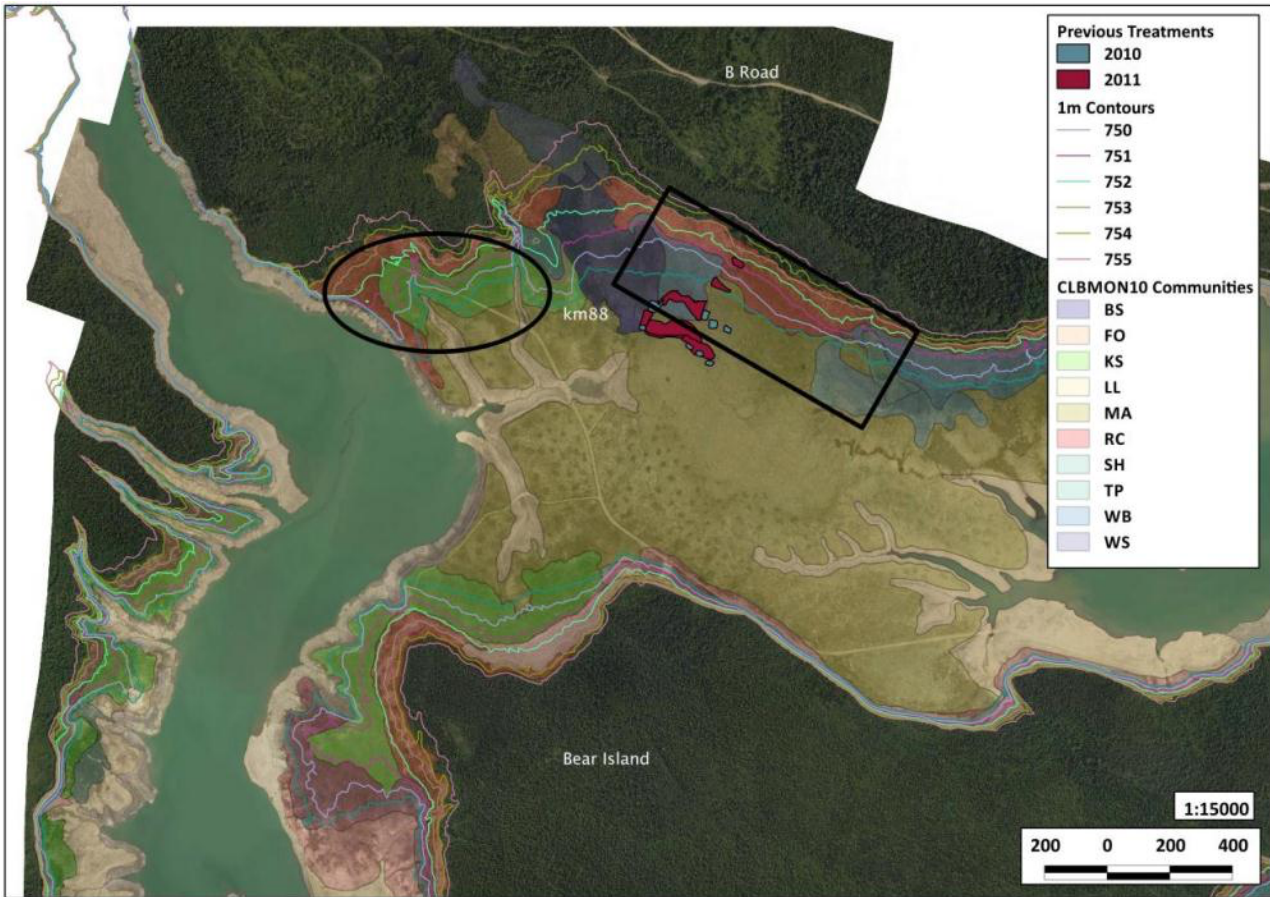 B Road
km88
Bear Island
Previous Treatments
2010
2011
1m Contours
750
751
752
753
754
755
CLBMON10 Communities
BS
FO
KS
LL
MA
RC
SH
TP
WB
WS
1:15000
200 0 200 400